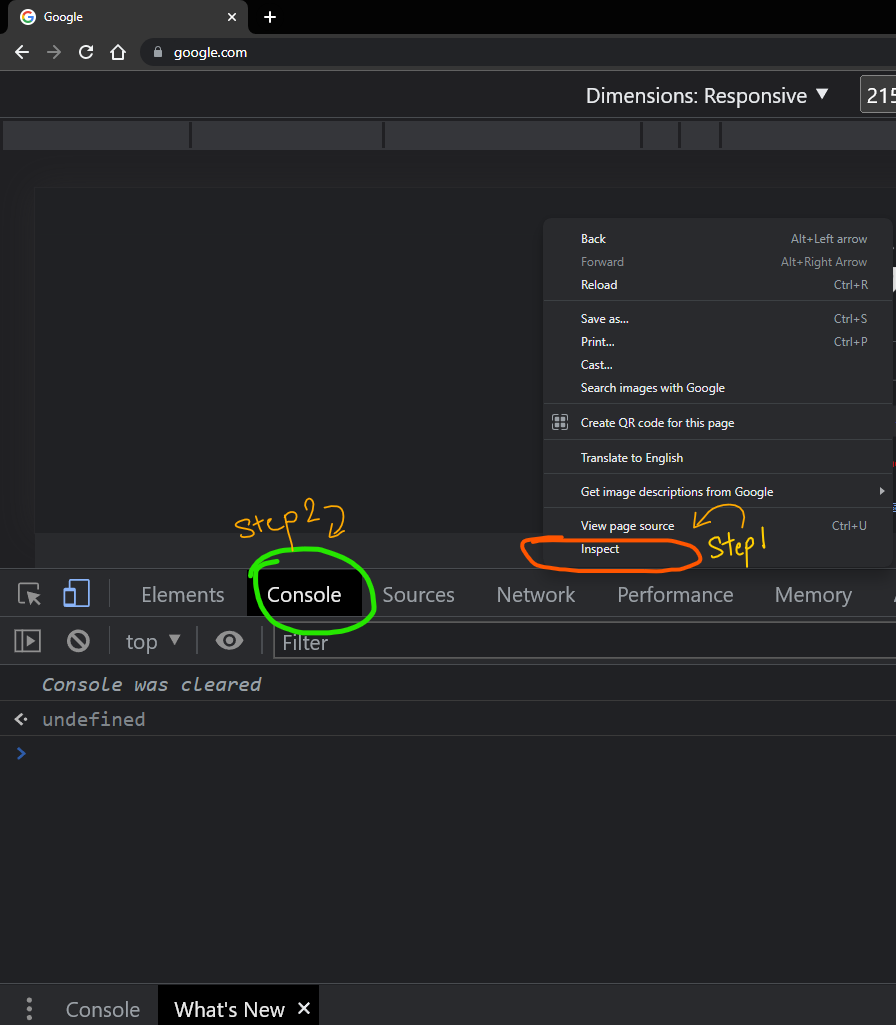 Google
google.com
Dimensions: Responsive ▼ 215
Back Alt+Left arrow
Forward Alt+Right Arrow
Reload Ctrl+R
Save as... Ctrl+S
Print... Ctrl+P
Cast...
Search images with Google
Create QR code for this page
Translate to English
Get image descriptions from Google
View page source Ctrl+U
Inspect
Step 1
Step 2
Elements Console Sources Network Performance Memory
top ▼ Filter
Console was cleared
undefined
Console What's New